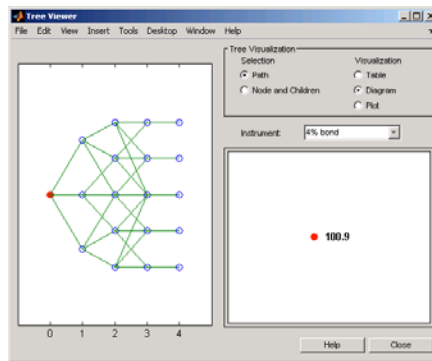 Tree Viewer
File Edit View Insert Tools Desktop Window Help
Tree Visualization
Selection
Visualization
Path
Table
Node and Children
Diagram
Plot
Instrument:
4% bond
100.9
0 1 2 3 4
Help
Close